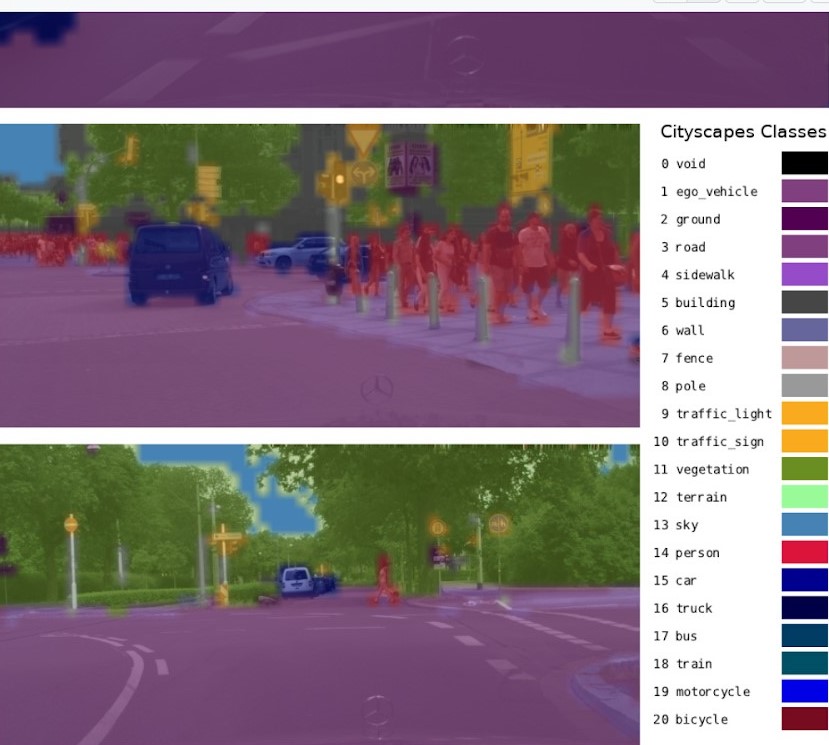 Cityscapes Classes
0 void
1 ego_vehicle
2 ground
3 road
4 sidewalk
5 building
6 wall
7 fence
8 pole
9 traffic_light
10 traffic_sign
11 vegetation
12 terrain
13 sky
14 person
15 car
16 truck
17 bus
18 train
19 motorcycle
20 bicycle